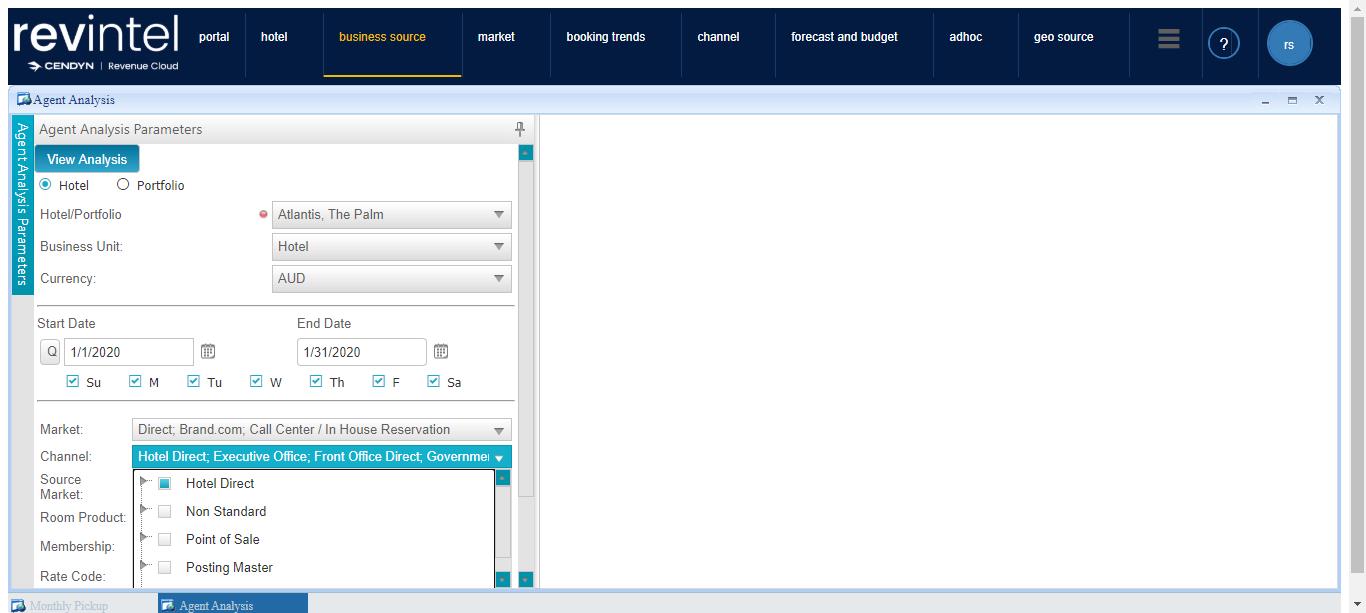 revintel
CENDYN | Revenue Cloud
portal
hotel
business source
market
booking trends
channel
forecast and budget
adhoc
geo source
?
rs
Agent Analysis
Agent Analysis Parameters
Agent Analysis Parameters
View Analysis
Hotel
Portfolio
Hotel/Portfolio
Atlantis, The Palm
Business Unit:
Hotel
Currency:
AUD
Start Date
End Date
Q
1/1/2020
1/31/2020
Su
M
Tu
W
Th
F
Sa
Market:
Direct; Brand.com; Call Center / In House Reservation
Channel:
Hotel Direct; Executive Office; Front Office Direct; Governme
Source
Market:
Hotel Direct
Non Standard
Room Product:
Point of Sale
Membership:
Posting Master
Rate Code:
Monthly Pickup
Agent Analysis